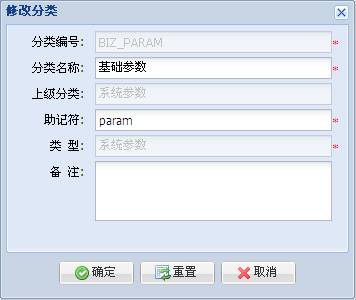 修改分类
分类编号: BIZ_PARAM *
分类名称: 基础参数 *
上级分类: 系统参数
助记符: param *
类 型: 系统参数 *
备 注:
确定 重置 取消